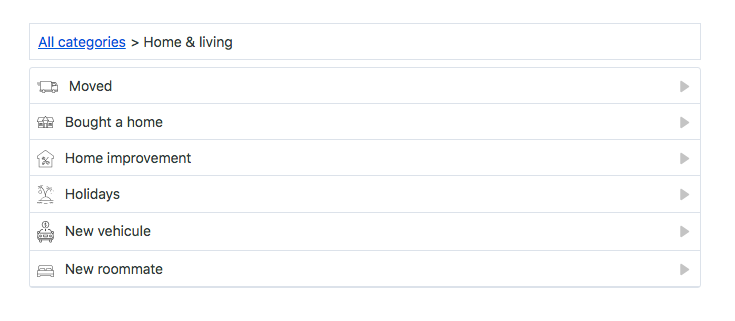 All categories > Home & living
Moved
Bought a home
Home improvement
Holidays
New vehicule
New roommate